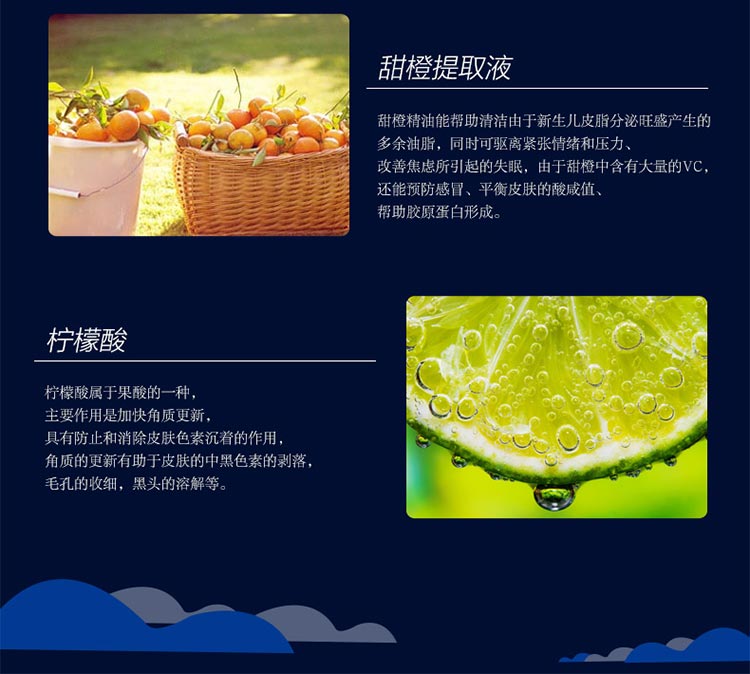 甜橙提取液
甜橙精油能帮助清洁由于新生儿皮脂分泌旺盛产生的
多余油脂，同时可驱离紧张情绪和压力、
改善焦虑所引起的失眠，由于甜橙中含有大量的VC，
还能预防感冒、平衡皮肤的酸咸值、
帮助胶原蛋白形成。
柠檬酸
柠檬酸属于果酸的一种，
主要作用是加快角质更新，
具有防止和消除皮肤色素沉着的作用，
角质的更新有助于皮肤的中黑色素的剥落，
毛孔的收细，黑头的溶解等。